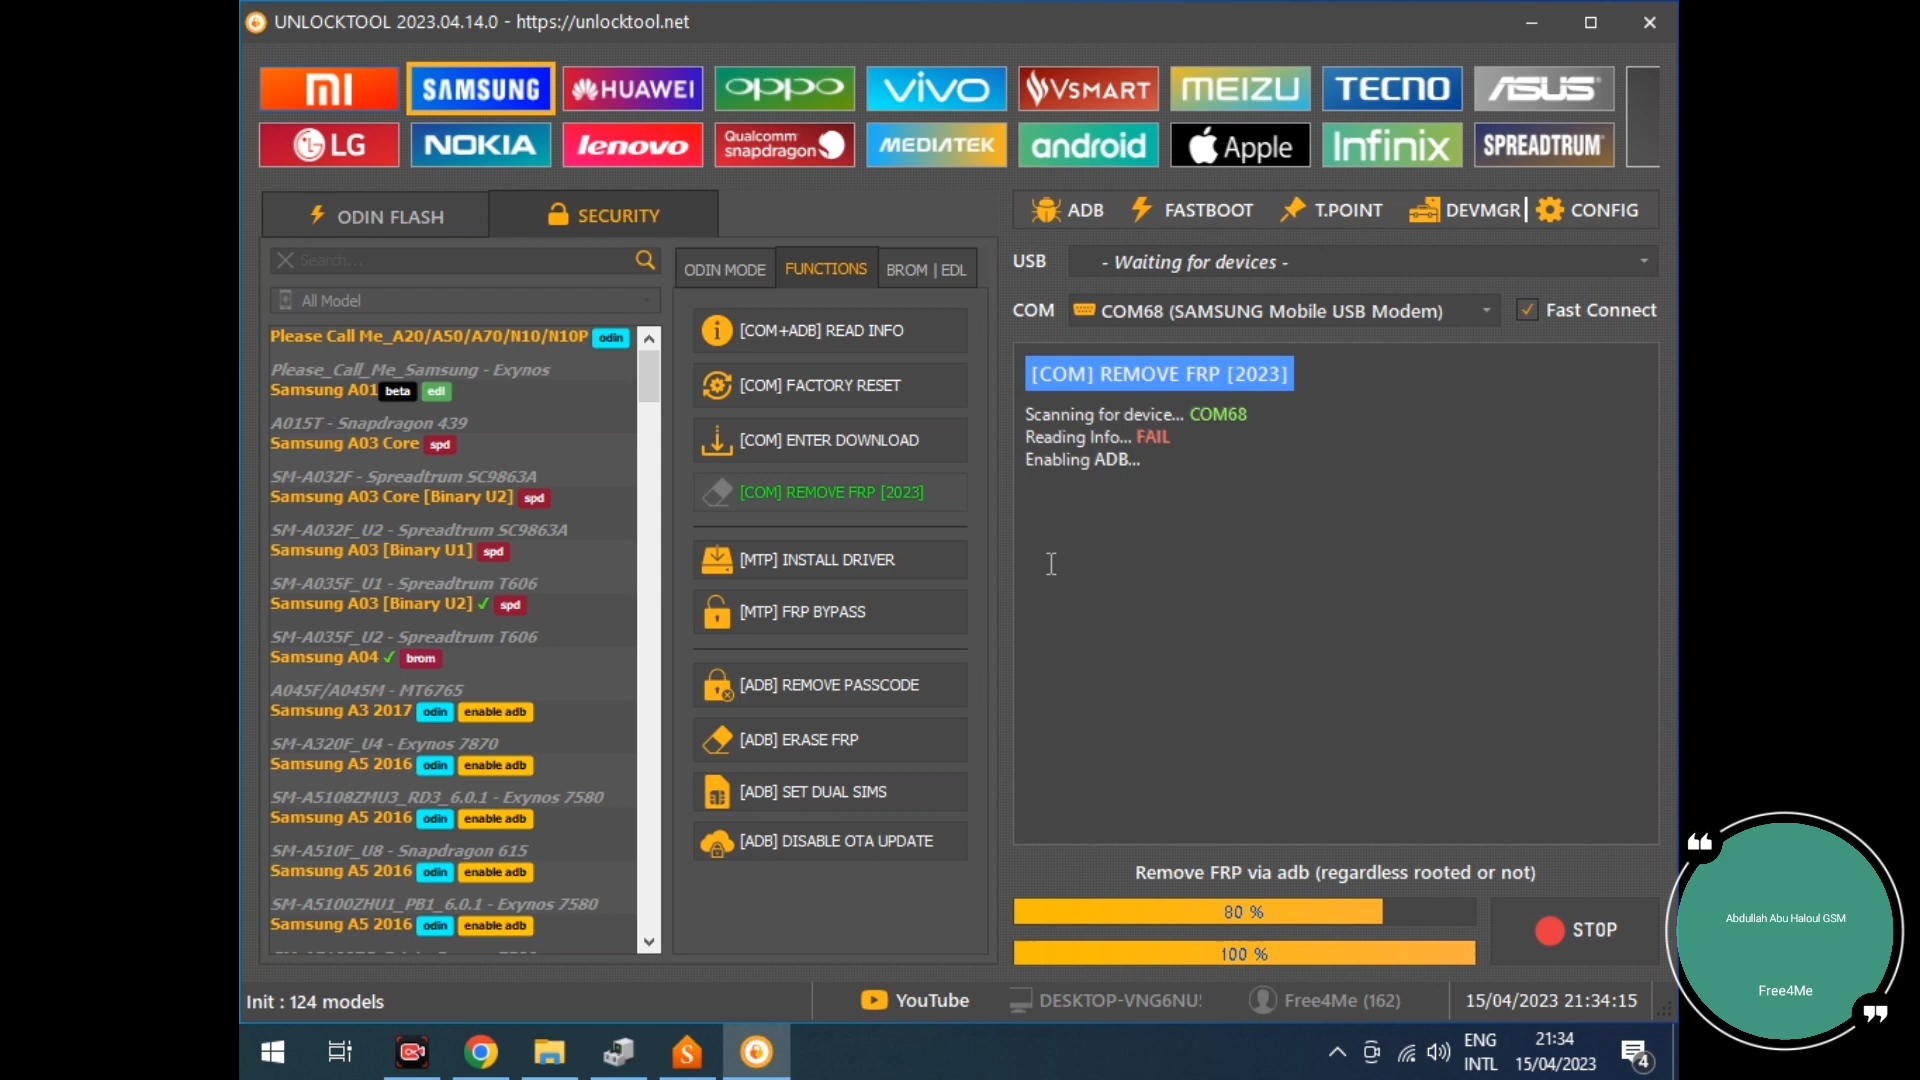 UNLOCKTOOL 2023.04.14.0 - https://unlocktool.net
mi SAMSUNG HUAWEI oppo vivo VSMART MEIZU TECNO ASUS
LG NOKIA lenovo Qualcomm snapdragon MEDIATEK android Apple Infinix SPREADTRUM
ODIN FLASH SECURITY
ADB FASTBOOT T.POINT DEVMGR CONFIG
Search...
All Model
Please Call Me_A20/A50/A70/N10/N10P odin
Please_Call_Me_Samsung - Exynos
Samsung A01 beta edl
A015T - Snapdragon 439
Samsung A03 Core spd
SM-A032F - Spreadtrum SC9863A
Samsung A03 Core [Binary U2] spd
SM-A032F_U2 - Spreadtrum SC9863A
Samsung A03 [Binary U1] spd
SM-A035F_U1 - Spreadtrum T606
Samsung A03 [Binary U2] ✓ spd
SM-A035F_U2 - Spreadtrum T606
Samsung A04 ✓ brom
A045F/A045M - MT6765
Samsung A3 2017 odin enable adb
SM-A320F_U4 - Exynos 7870
Samsung A5 2016 odin enable adb
SM-A5108ZMU3_RD3_6.0.1 - Exynos 7580
Samsung A5 2016 odin enable adb
SM-A510F_U8 - Snapdragon 615
Samsung A5 2016 odin enable adb
SM-A5100ZHU1_PB1_6.0.1 - Exynos 7580
Samsung A5 2016 odin enable adb
ODIN MODE FUNCTIONS BROM | EDL
[COM+ADB] READ INFO
[COM] FACTORY RESET
[COM] ENTER DOWNLOAD
[COM] REMOVE FRP [2023]
[MTP] INSTALL DRIVER
[MTP] FRP BYPASS
[ADB] REMOVE PASSCODE
[ADB] ERASE FRP
[ADB] SET DUAL SIMS
[ADB] DISABLE OTA UPDATE
USB - Waiting for devices -
COM COM68 (SAMSUNG Mobile USB Modem) Fast Connect
[COM] REMOVE FRP [2023]
Scanning for device... COM68
Reading Info... FAIL
Enabling ADB...
Remove FRP via adb (regardless rooted or not)
80 %
100 %
STOP
Init : 124 models
YouTube
DESKTOP-VNG6NU
Free4Me (162)
15/04/2023 21:34:15
ENG
INTL
21:34
15/04/2023
4
Abdullah Abu Haloul GSM
Free4Me